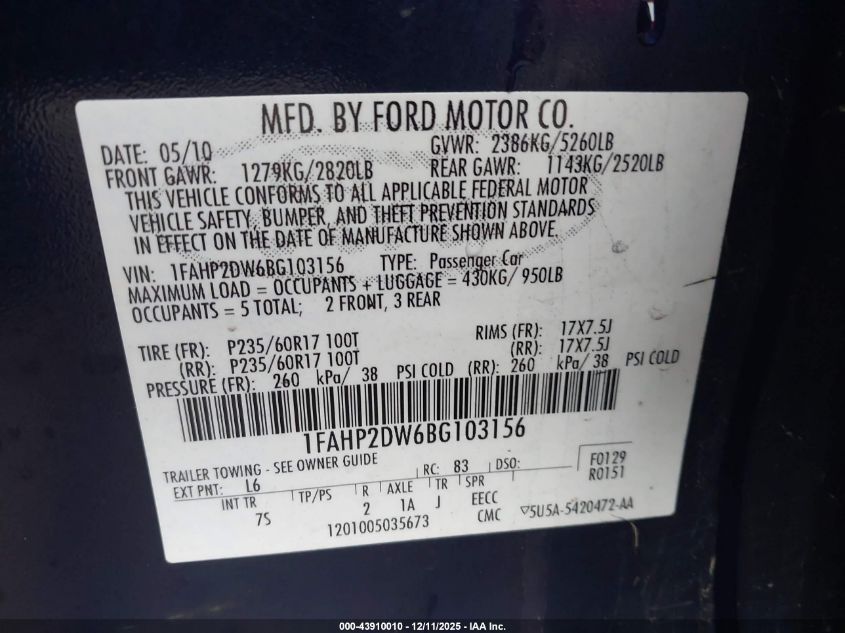 MFD. BY FORD MOTOR CO.
DATE: 05/10 GVWR: 2386KG/5260LB
FRONT GAWR: 1279KG/2820LB REAR GAWR: 1143KG/2520LB
THIS VEHICLE CONFORMS TO ALL APPLICABLE FEDERAL MOTOR
VEHICLE SAFETY, BUMPER, AND THEFT PREVENTION STANDARDS
IN EFFECT ON THE DATE OF MANUFACTURE SHOWN ABOVE.
VIN: 1FAHP2DW6BG103156 TYPE: Passenger Car
MAXIMUM LOAD = OCCUPANTS + LUGGAGE = 430KG/ 950LB
OCCUPANTS = 5 TOTAL; 2 FRONT, 3 REAR
TIRE (FR): P235/60R17 100T RIMS (FR): 17X7.5J
(RR): P235/60R17 100T (RR): 17X7.5J
PRESSURE (FR): 260 kPa/ 38 PSI COLD (RR): 260 kPa/ 38 PSI COLD
1FAHP2DW6BG103156
TRAILER TOWING - SEE OWNER GUIDE RC: 83 DSO: F0129
EXT PNT: L6 R0151
INT TR TP/PS R AXLE TR SPR
7S 2 1A J EECC
1201005035673 CMC ▽5U5A-5420472-AA
000-43910010 - 12/11/2025 - IAA Inc.